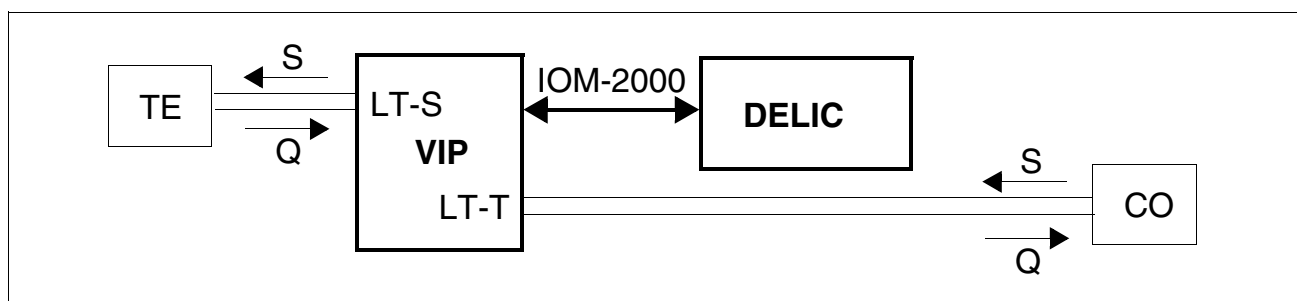 S
TE
Q
LT-S
VIP
LT-T
IOM-2000
DELIC
S
CO
Q